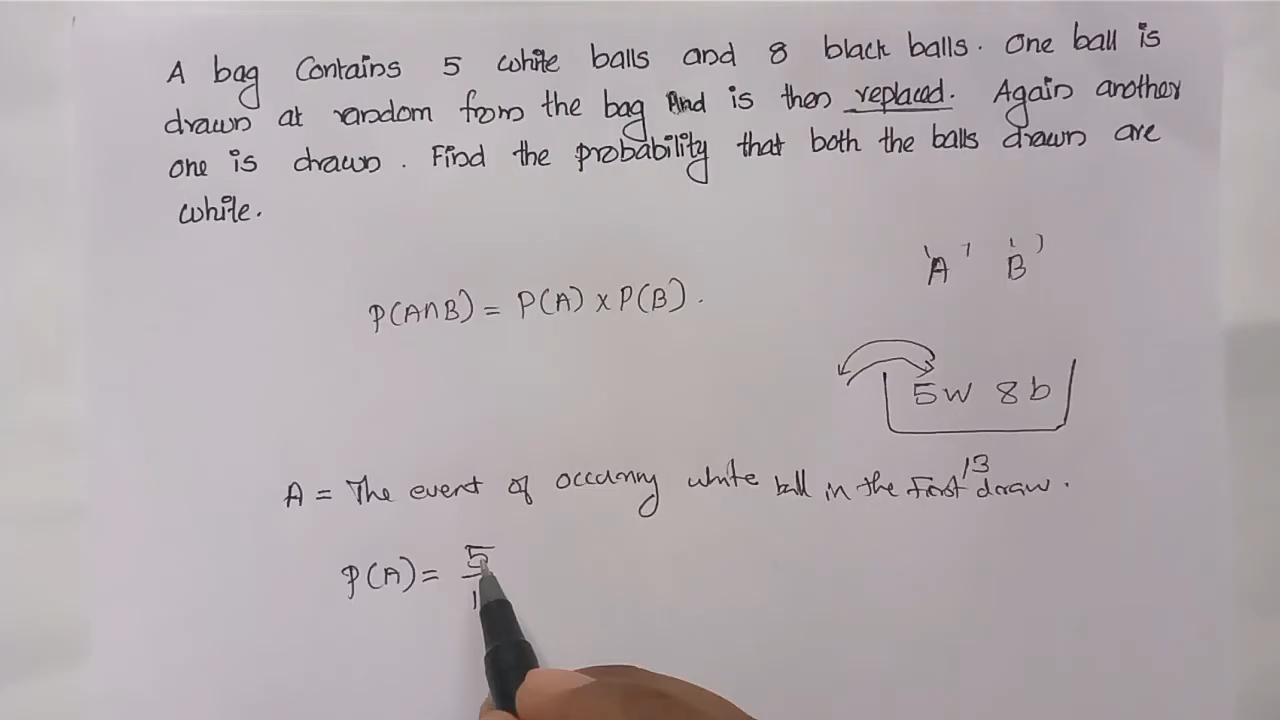 A bag Contains 5 white balls and 8 black balls. One ball is
drawn at random from the bag And is then replaced. Again another
one is drawn. Find the probability that both the balls drawn are
white.
'A' 'B'
P(A∩B) = P(A) x P(B).
5W 8b
13
A = The event of occurring white ball in the First draw.
P(A) = 5
1